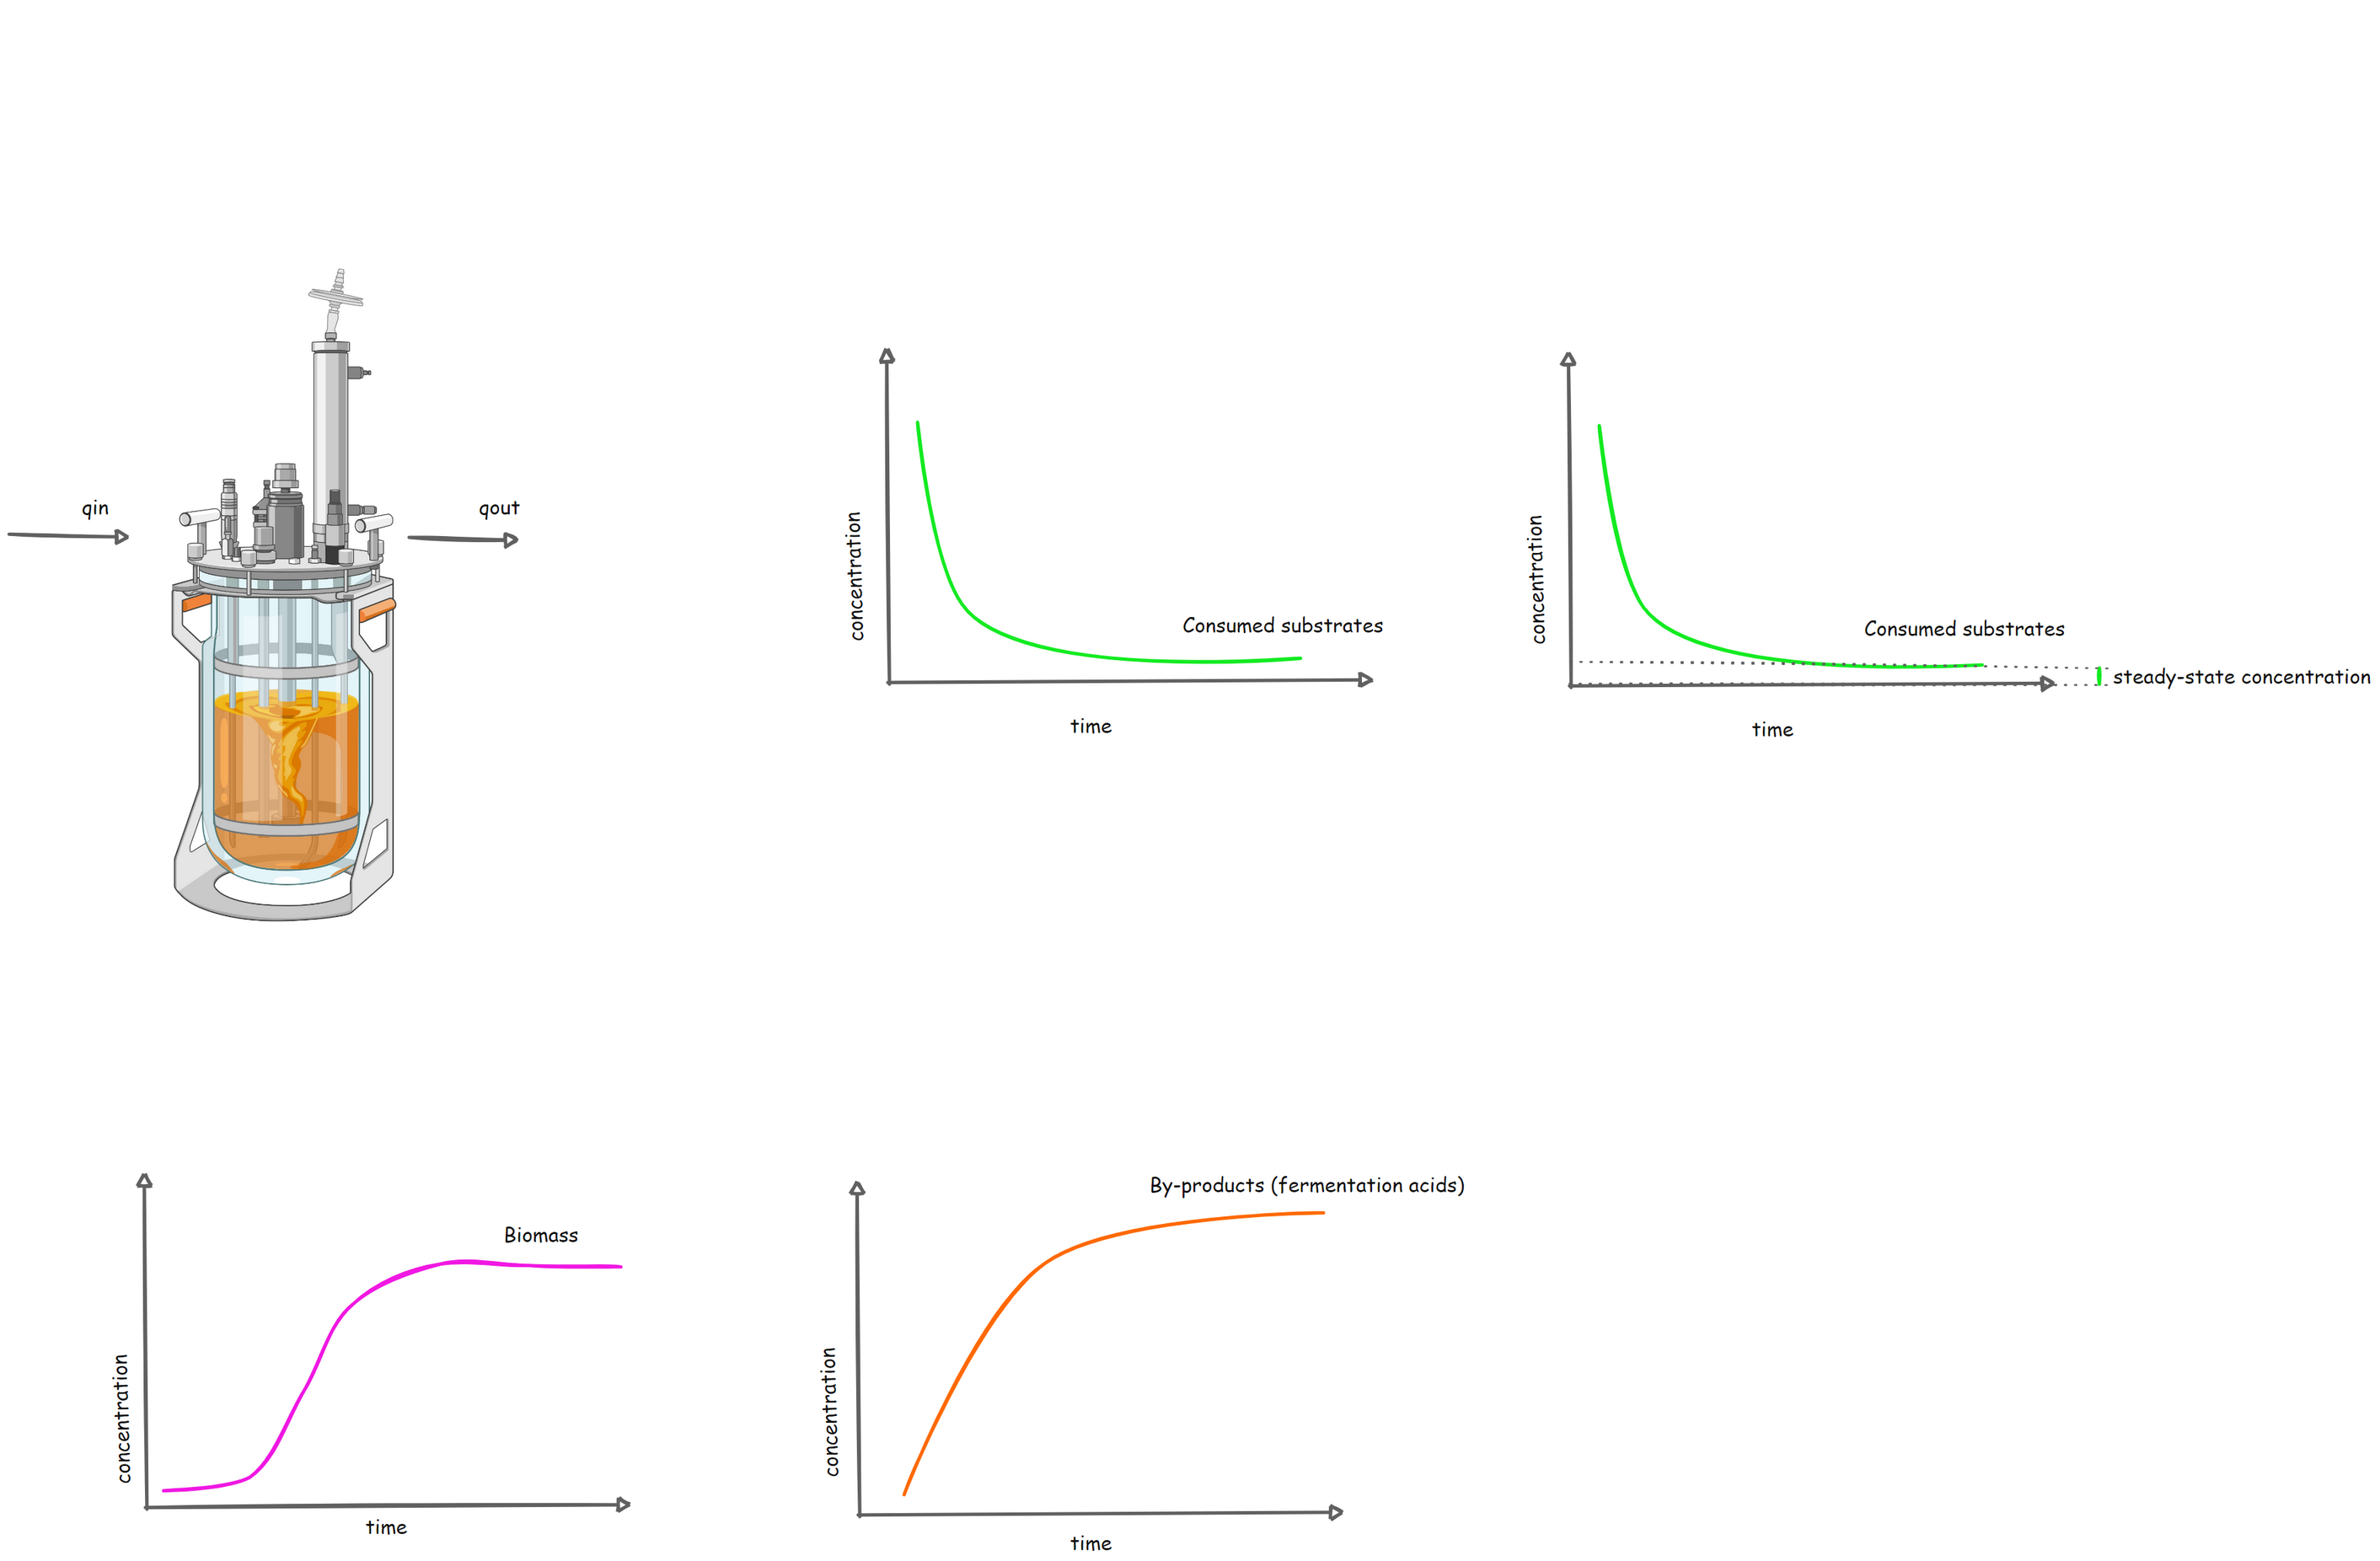 qin
qout
concentration
Consumed substrates
time
concentration
Consumed substrates
steady-state concentration
time
concentration
Biomass
time
concentration
By-products (fermentation acids)
time